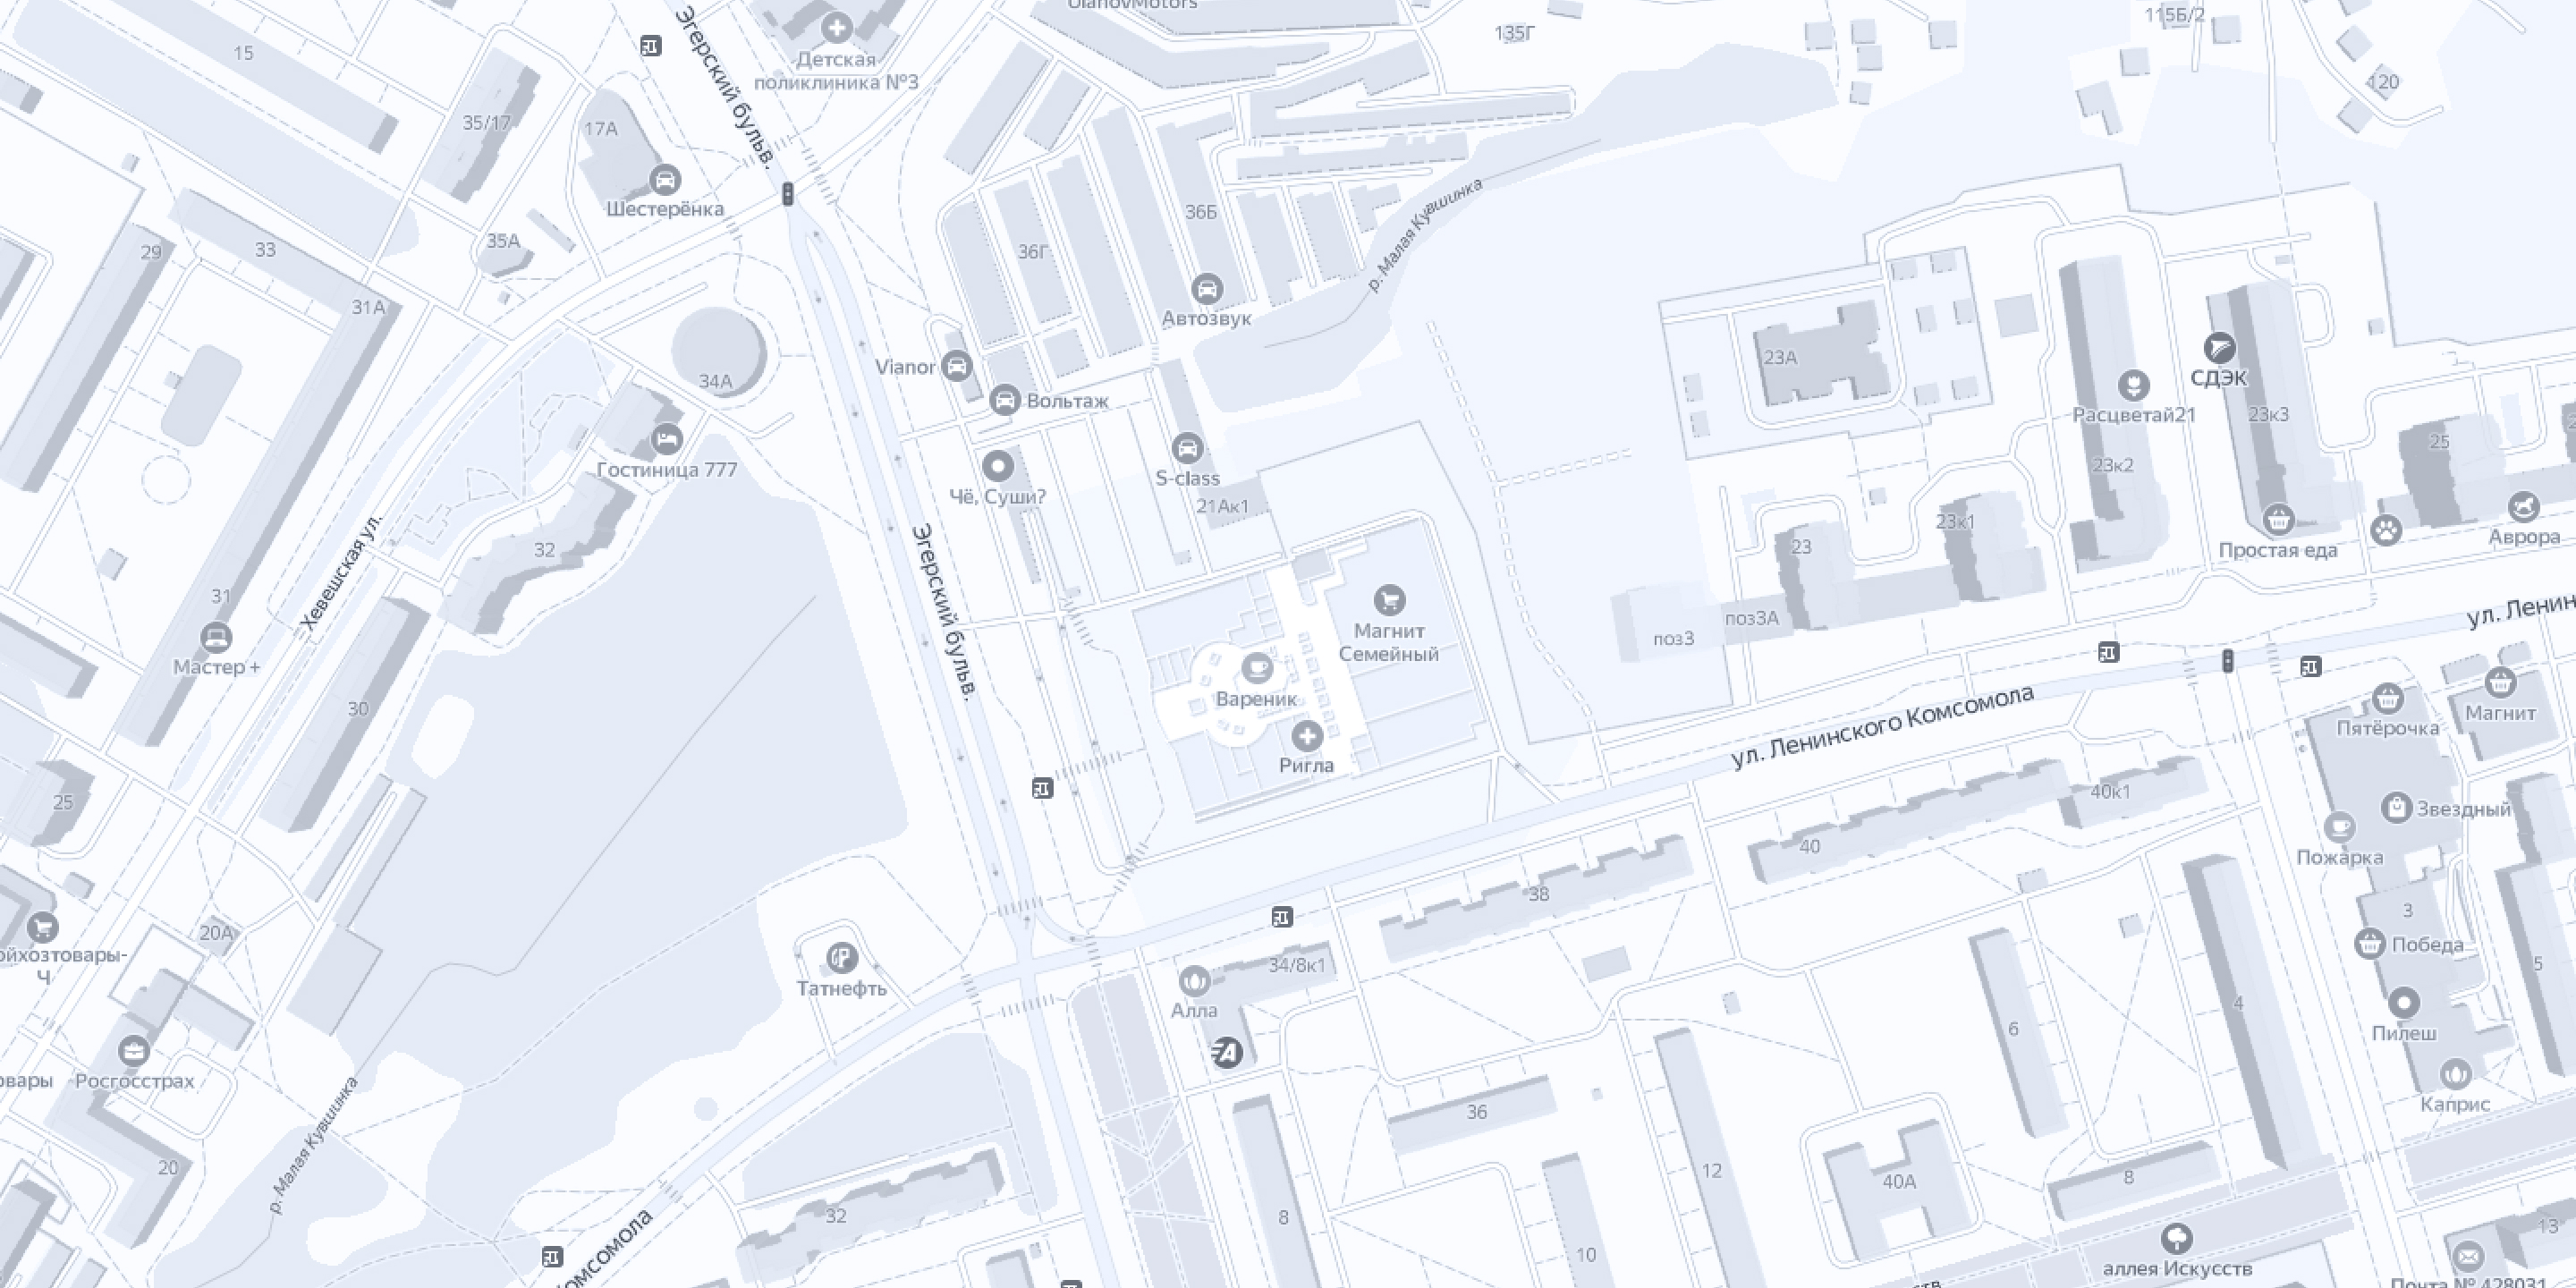 UlanovMotors
135Г
115Б/2
120
15
Эгерский бульв.
Детская
поликлиника №3
35/17
17А
Шестерёнка
35А
29
33
31А
36Г
36Б
Автозвук
р. Малая Кувшинка
Vianor
Вольтаж
34А
Гостиница 777
Чё, Суши?
S-class
21Ак1
23А
Расцветай21
23к2
СДЭК
23к3
25
Простая еда
Аврора
23
23к1
поз3А
поз3
32
Хевешская ул.
31
Мастер +
30
25
Эгерский бульв.
Магнит
Семейный
Вареник
Ригла
ул. Ленинского Комсомола
ул. Ленин
Пятёрочка
Магнит
Звездный
Пожарка
40
40к1
38
3
Победа
5
Пилеш
Каприс
20А
ойхозтовары-
Ч
Татнефть
34/8к1
Алла
6
4
36
12
40А
8
8
10
овары
Росгосстрах
р. Малая Кувшинка
20
32
омсомола
аллея Искусств
13
Почта № 428031
ств